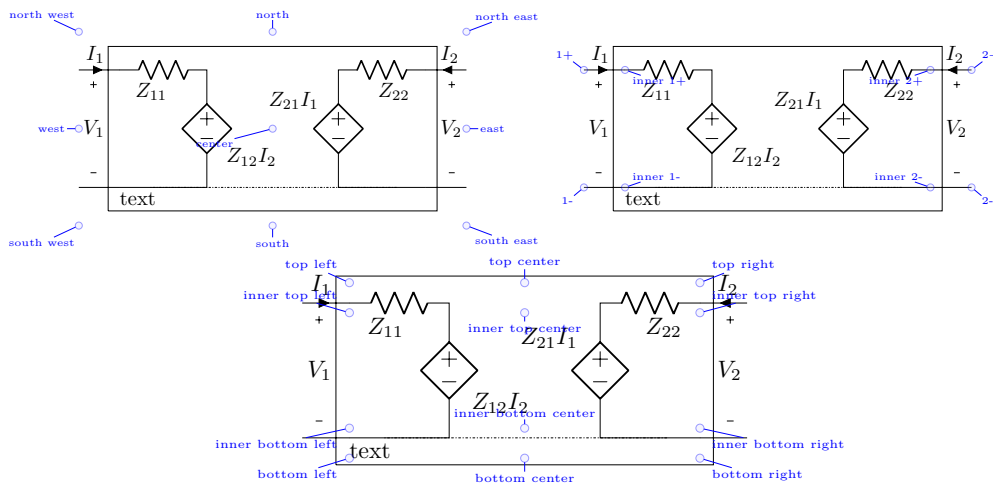 north west north north east
I₁ I₂
+ Z₁₁ Z₂₂ +
Z₂₁I₁
west V₁ + − + − V₂ east
center
Z₁₂I₂
- -
text
south west south south east
1+ I₁ I₂ 2-
inner 1+ inner 2+
+ Z₁₁ Z₂₂ +
Z₂₁I₁
V₁ + − + − V₂
Z₁₂I₂
- inner 1- inner 2- -
1- text 2-
top left top center top right
I₁ I₂
inner top left inner top right
+ Z₁₁ inner top center Z₂₂ +
Z₂₁I₁
V₁ + − + − V₂
Z₁₂I₂
inner bottom center
- -
inner bottom left inner bottom right
text
bottom left bottom center bottom right